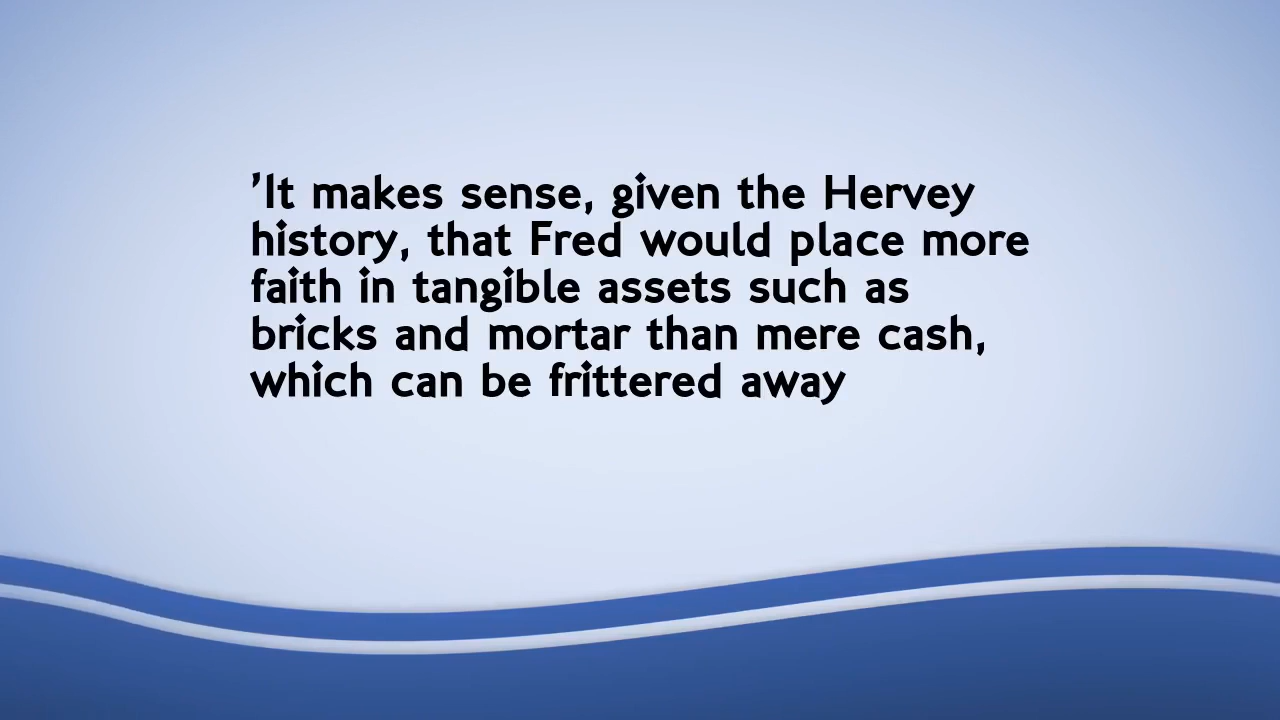 ’It makes sense, given the Hervey
history, that Fred would place more
faith in tangible assets such as
bricks and mortar than mere cash,
which can be frittered away